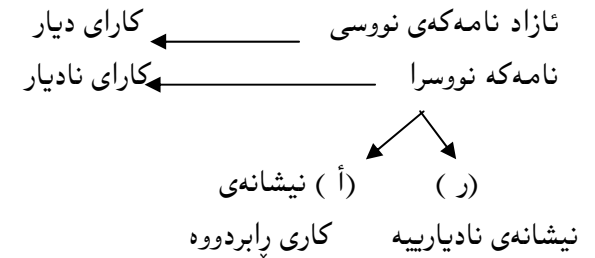 ئازاد نامەکەی نووسی کارای دیار
نامەکە نووسرا کارای نادیار
(ر ) (أ ) نیشانەی
نیشانەی نادیارییە کاری ڕابردووە